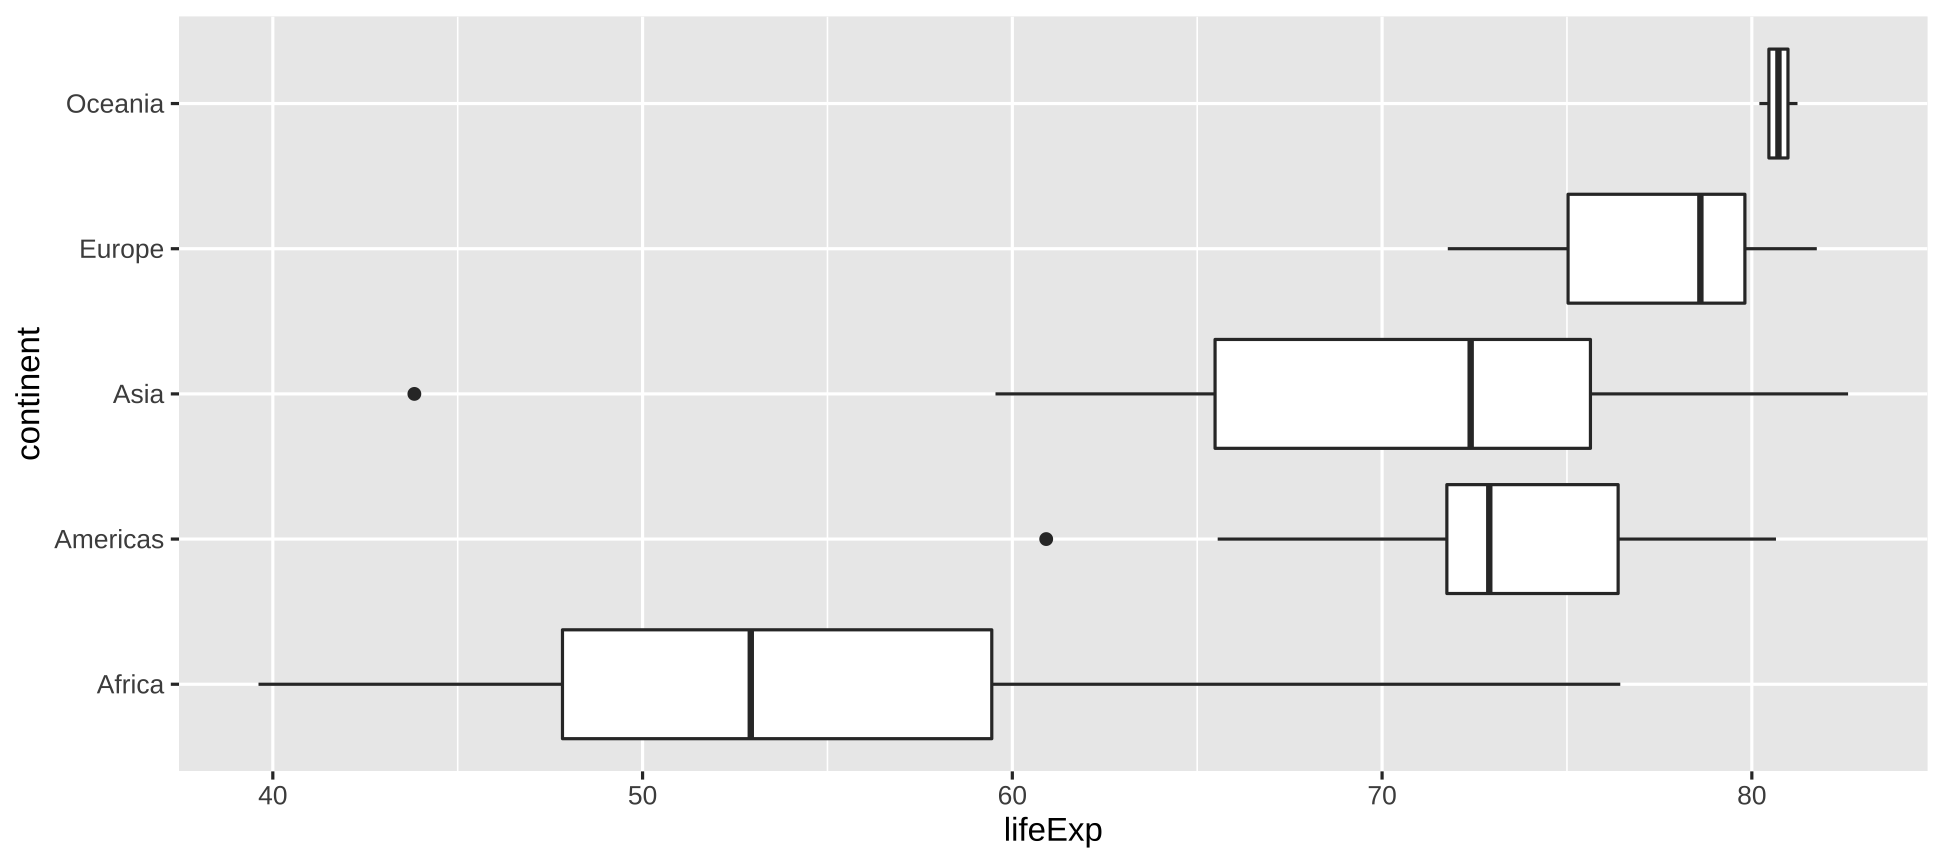 Oceania
Europe
Asia
Americas
Africa
continent
40 50 60 70 80
lifeExp